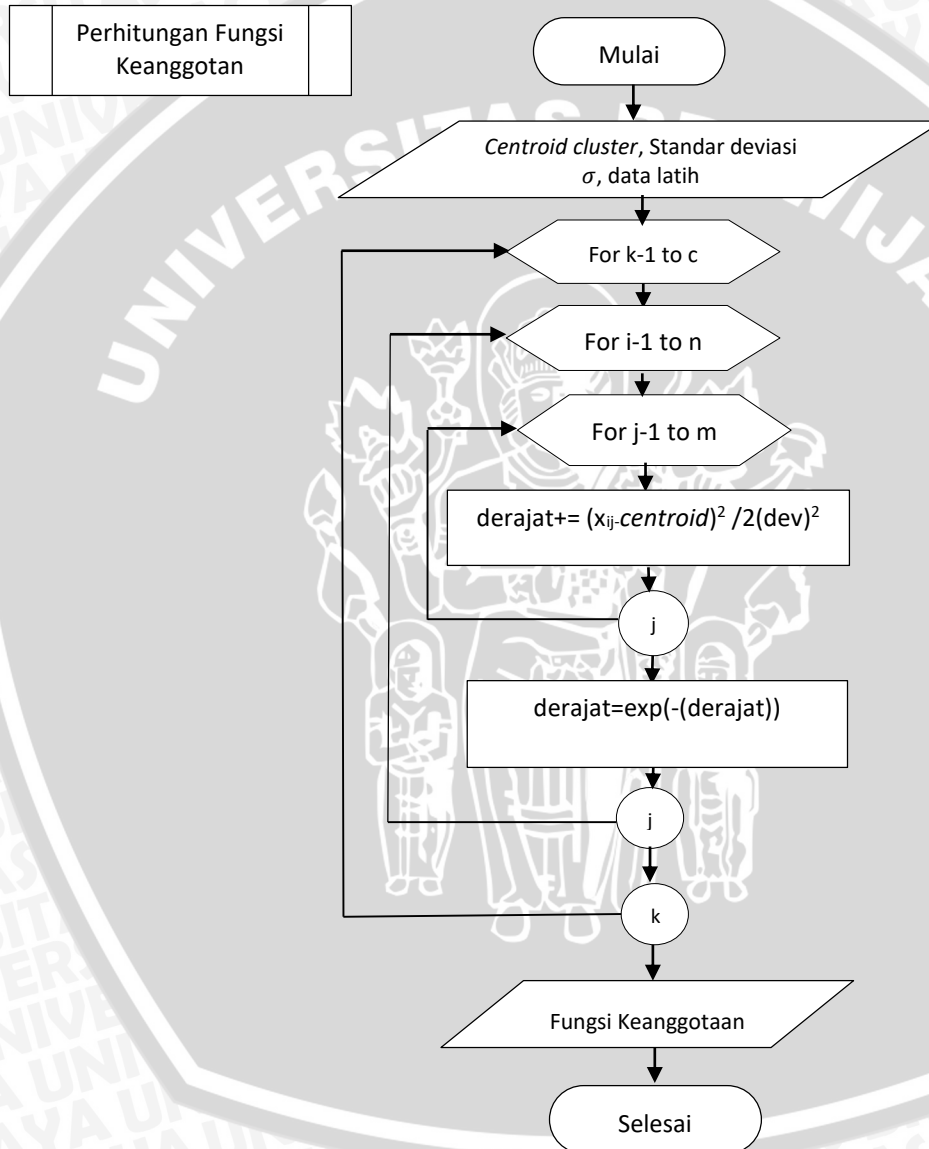 Perhitungan Fungsi
Keanggotan
Mulai
UNIVERSITAS
Centroid cluster, Standar deviasi
σ, data latih
For k-1 to c
For i-1 to n
For j-1 to m
derajat+= (xij-centroid)² /2(dev)²
j
derajat=exp(-(derajat))
j
k
Fungsi Keanggotaan
Selesai